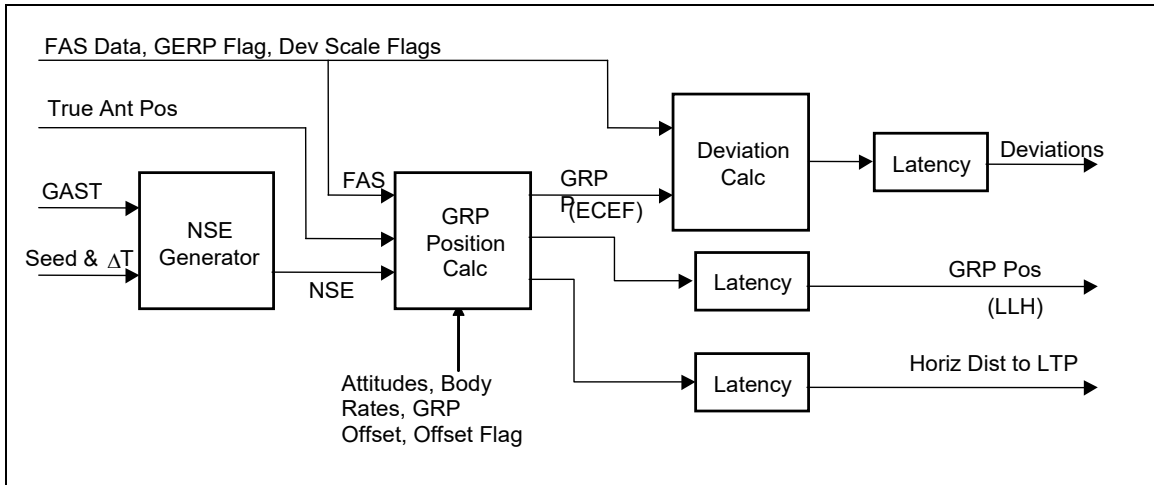 FAS Data, GERP Flag, Dev Scale Flags
True Ant Pos
GAST
Seed & ΔT
NSE
Generator
NSE
FAS
GRP
Position
Calc
Attitudes, Body
Rates, GRP
Offset, Offset Flag
GRP
P
(ECEF)
Deviation
Calc
Latency
Deviations
Latency
GRP Pos
(LLH)
Latency
Horiz Dist to LTP